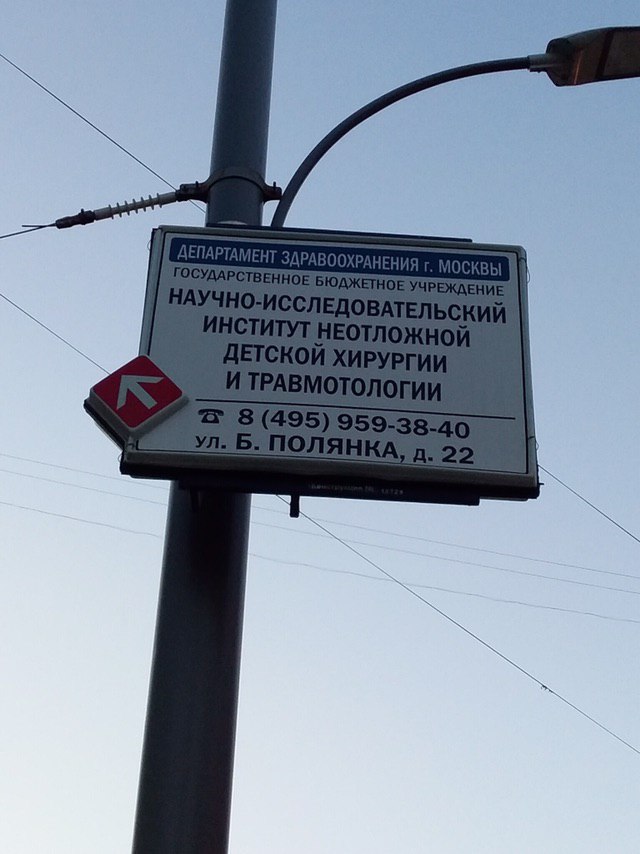 ДЕПАРТАМЕНТ ЗДРАВООХРАНЕНИЯ г. МОСКВЫ
ГОСУДАРСТВЕННОЕ БЮДЖЕТНОЕ УЧРЕЖДЕНИЕ
НАУЧНО-ИССЛЕДОВАТЕЛЬСКИЙ
ИНСТИТУТ НЕОТЛОЖНОЙ
ДЕТСКОЙ ХИРУРГИИ
И ТРАВМОТОЛОГИИ
☎ 8 (495) 959-38-40
ул. Б. ПОЛЯНКА, д. 22